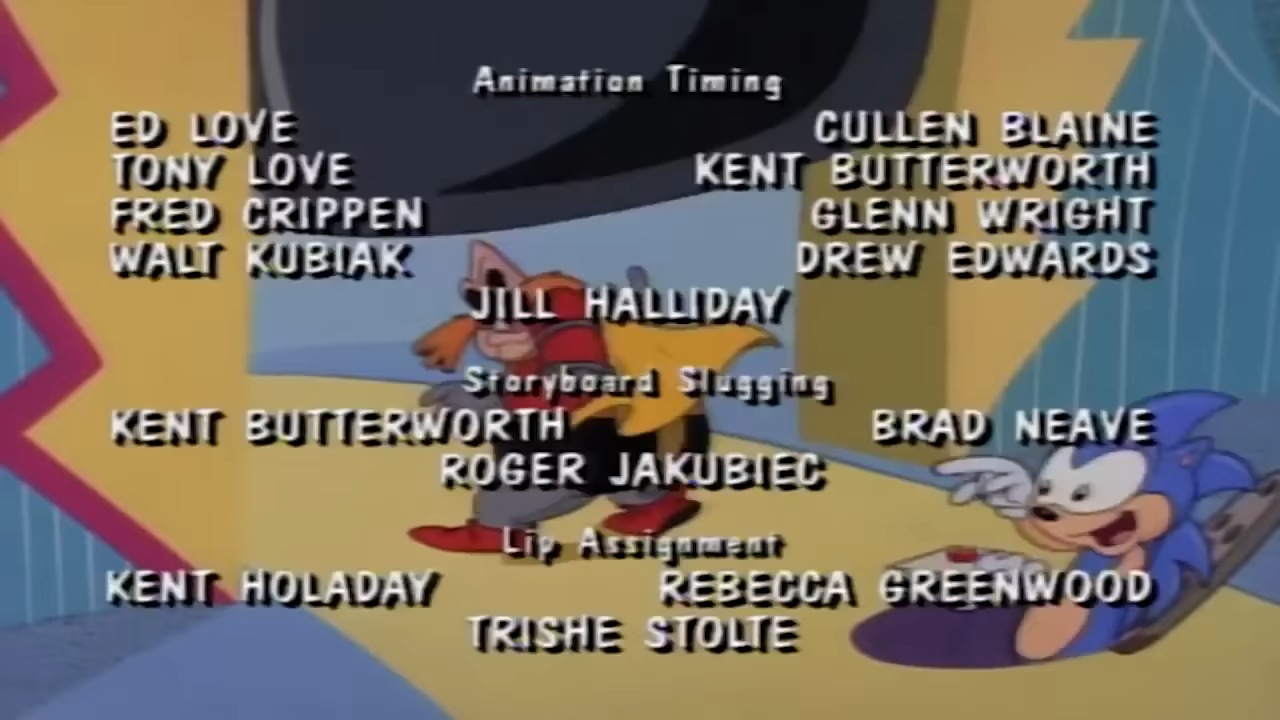 Animation Timing
ED LOVE CULLEN BLAINE
TONY LOVE KENT BUTTERWORTH
FRED CRIPPEN GLENN WRIGHT
WALT KUBIAK DREW EDWARDS
JILL HALLIDAY
Storyboard Slugging
KENT BUTTERWORTH BRAD NEAVE
ROGER JAKUBIEC
Lip Assignment
KENT HOLADAY REBECCA GREENWOOD
TRISHE STOLTE